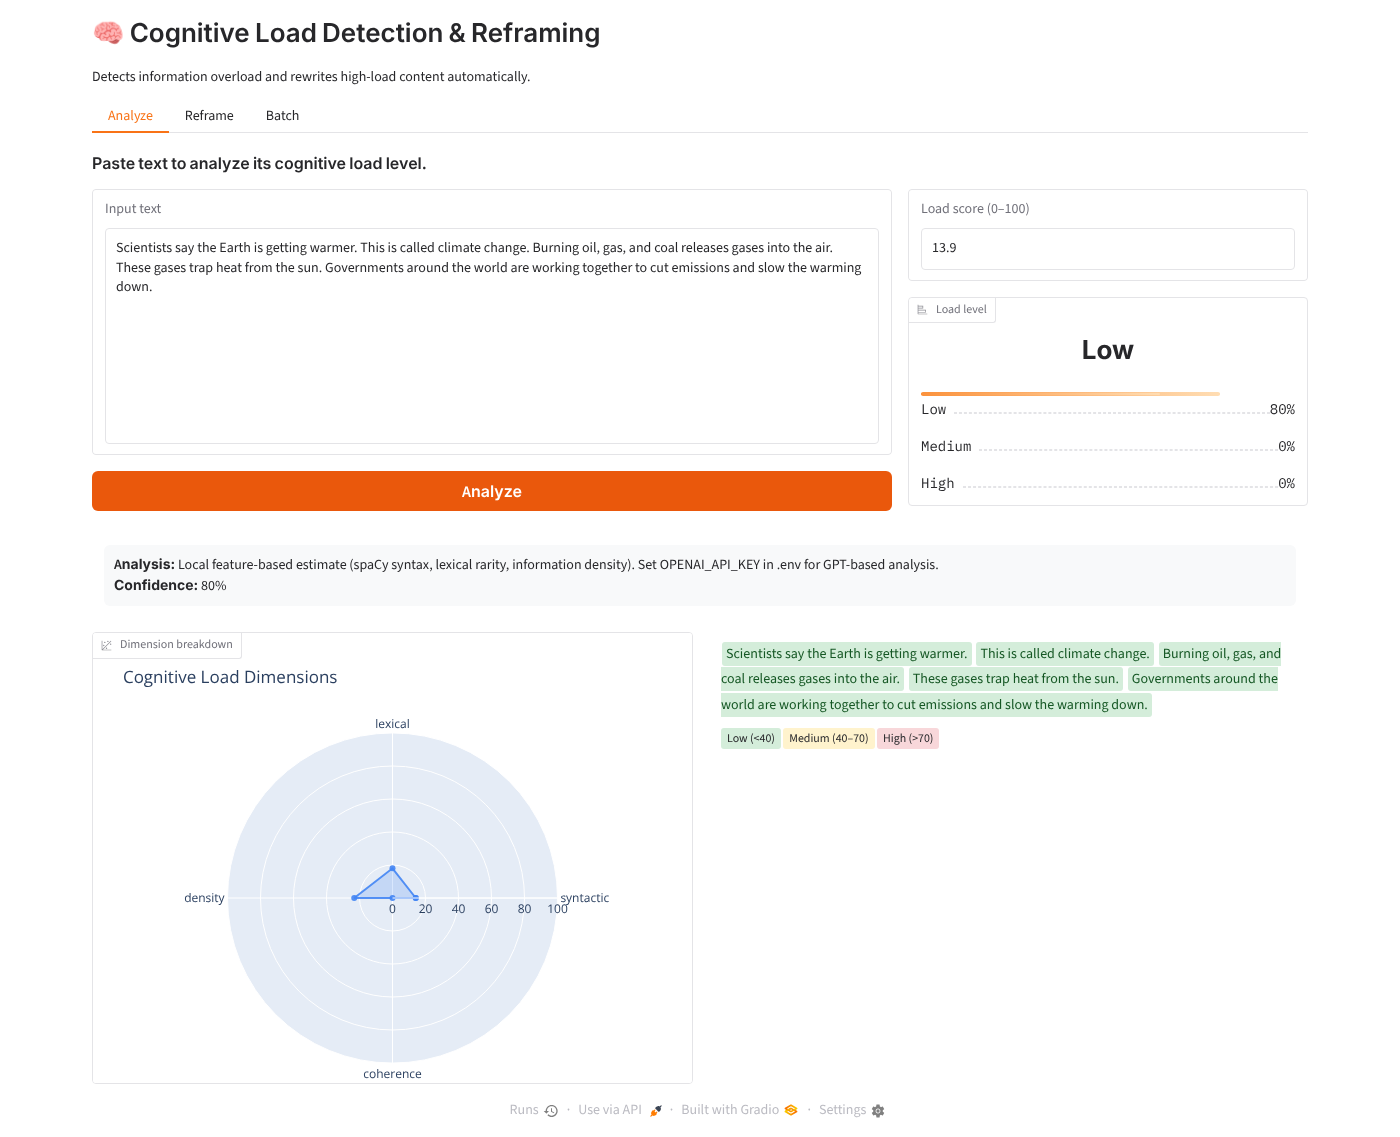 🧠 Cognitive Load Detection & Reframing
Detects information overload and rewrites high-load content automatically.
Analyze
Reframe
Batch
Paste text to analyze its cognitive load level.
Input text
Scientists say the Earth is getting warmer. This is called climate change. Burning oil, gas, and coal releases gases into the air.
These gases trap heat from the sun. Governments around the world are working together to cut emissions and slow the warming
down.
Analyze
Load score (0–100)
13.9
Load level
Low
Low 80%
Medium 0%
High 0%
Analysis: Local feature-based estimate (spaCy syntax, lexical rarity, information density). Set OPENAI_API_KEY in .env for GPT-based analysis.
Confidence: 80%
Dimension breakdown
Cognitive Load Dimensions
lexical
density
syntactic
0 20 40 60 80 100
coherence
Scientists say the Earth is getting warmer. This is called climate change. Burning oil, gas, and
coal releases gases into the air. These gases trap heat from the sun. Governments around the
world are working together to cut emissions and slow the warming down.
Low (<40) Medium (40–70) High (>70)
Runs · Use via API · Built with Gradio · Settings